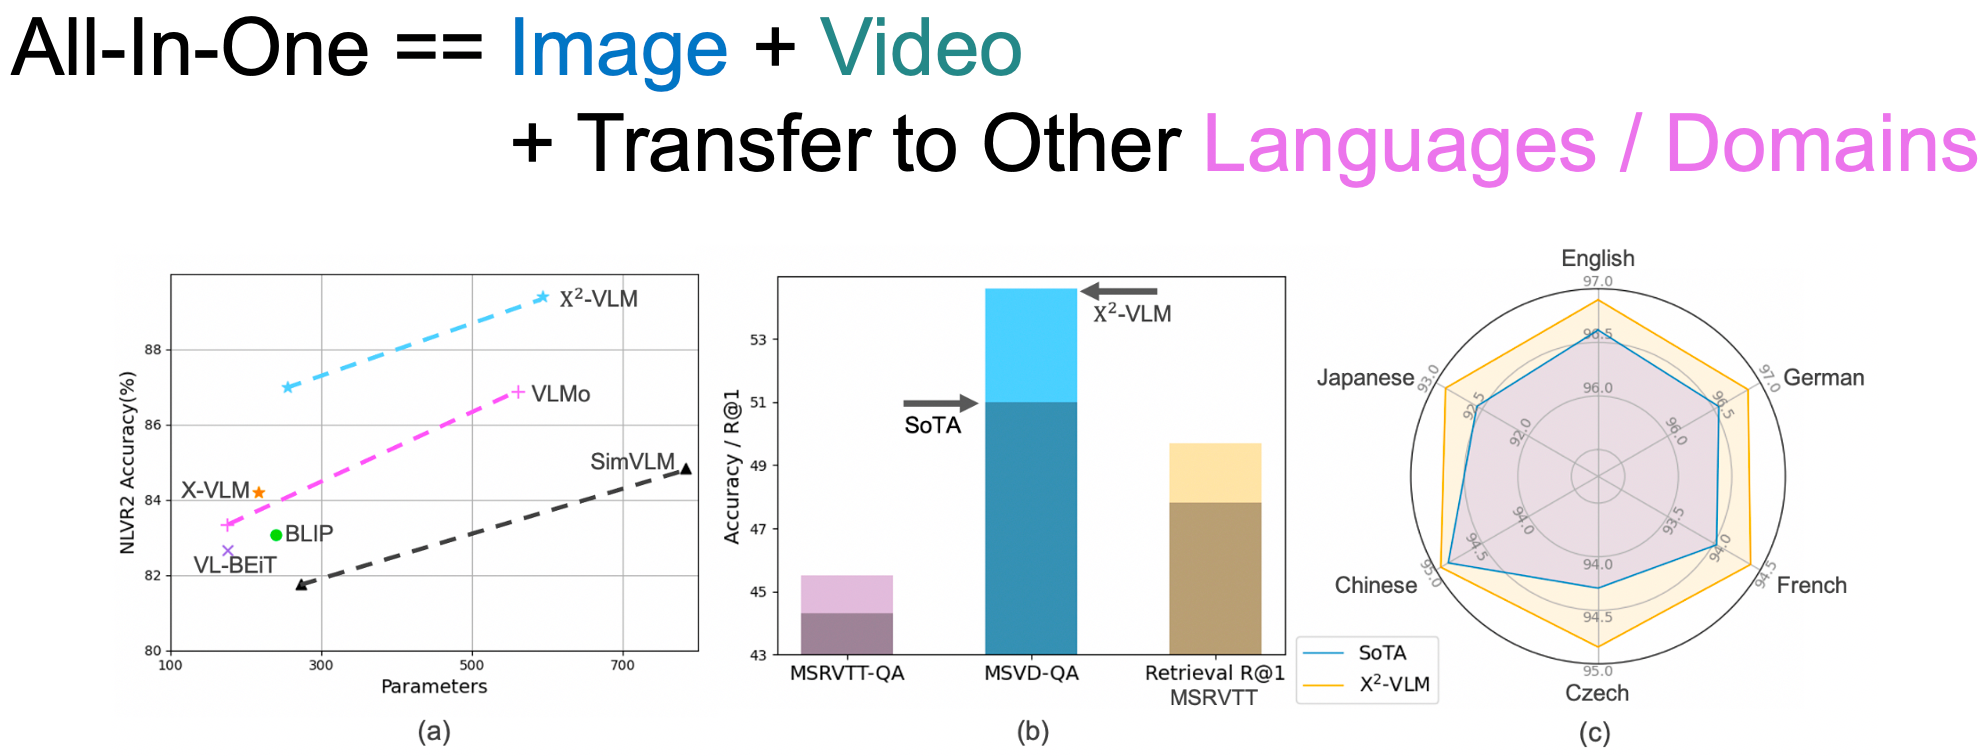 All-In-One == Image + Video
+ Transfer to Other Languages / Domains
NLVR2 Accuracy(%)
88
86
84
82
80
100
300
500
700
Parameters
X²-VLM
VLMo
SimVLM
X-VLM
BLIP
VL-BEiT
(a)
Accuracy / R@1
53
51
49
47
45
43
X²-VLM
SoTA
MSRVTT-QA
MSVD-QA
Retrieval R@1
MSRVTT
(b)
English
97.0
96.5
96.0
German
97.0
96.5
96.0
French
94.5
94.0
93.5
Czech
95.0
94.5
94.0
Chinese
95.0
94.5
94.0
Japanese
93.0
92.5
92.0
SoTA
X²-VLM
(c)